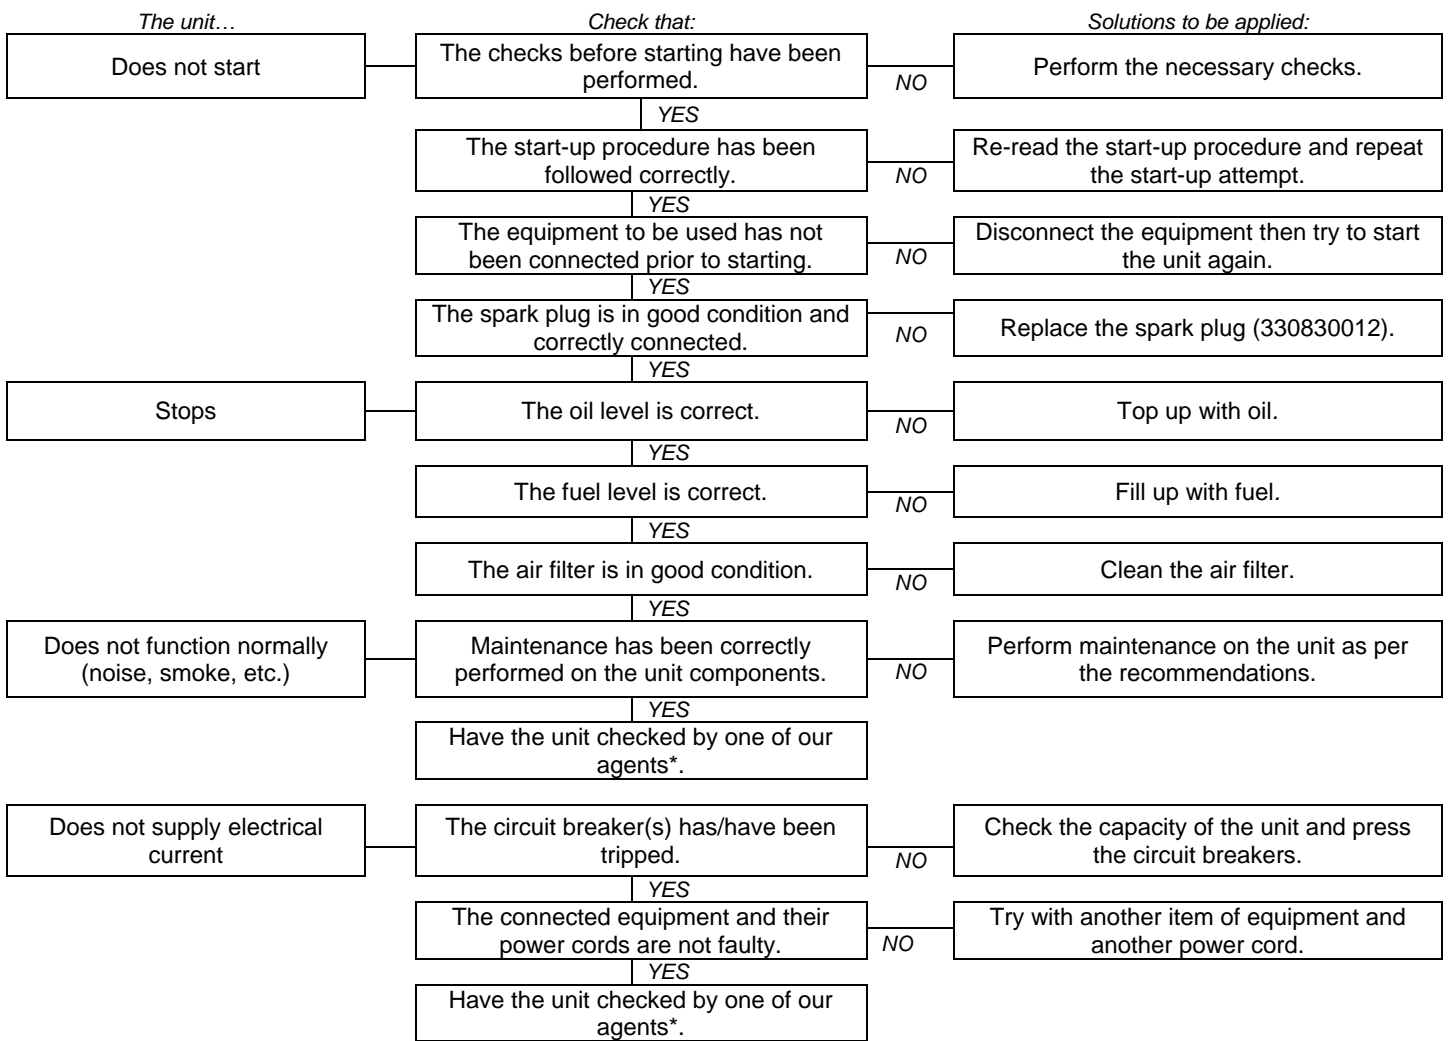 The unit…
Check that:
Solutions to be applied:
Does not start
The checks before starting have been
performed.
NO
Perform the necessary checks.
YES
The start-up procedure has been
followed correctly.
NO
Re-read the start-up procedure and repeat
the start-up attempt.
YES
The equipment to be used has not
been connected prior to starting.
NO
Disconnect the equipment then try to start
the unit again.
YES
The spark plug is in good condition and
correctly connected.
NO
Replace the spark plug (330830012).
YES
Stops
The oil level is correct.
NO
Top up with oil.
YES
The fuel level is correct.
NO
Fill up with fuel.
YES
The air filter is in good condition.
NO
Clean the air filter.
YES
Does not function normally
(noise, smoke, etc.)
Maintenance has been correctly
performed on the unit components.
NO
Perform maintenance on the unit as per
the recommendations.
YES
Have the unit checked by one of our
agents*.
Does not supply electrical
current
The circuit breaker(s) has/have been
tripped.
NO
Check the capacity of the unit and press
the circuit breakers.
YES
The connected equipment and their
power cords are not faulty.
NO
Try with another item of equipment and
another power cord.
YES
Have the unit checked by one of our
agents*.